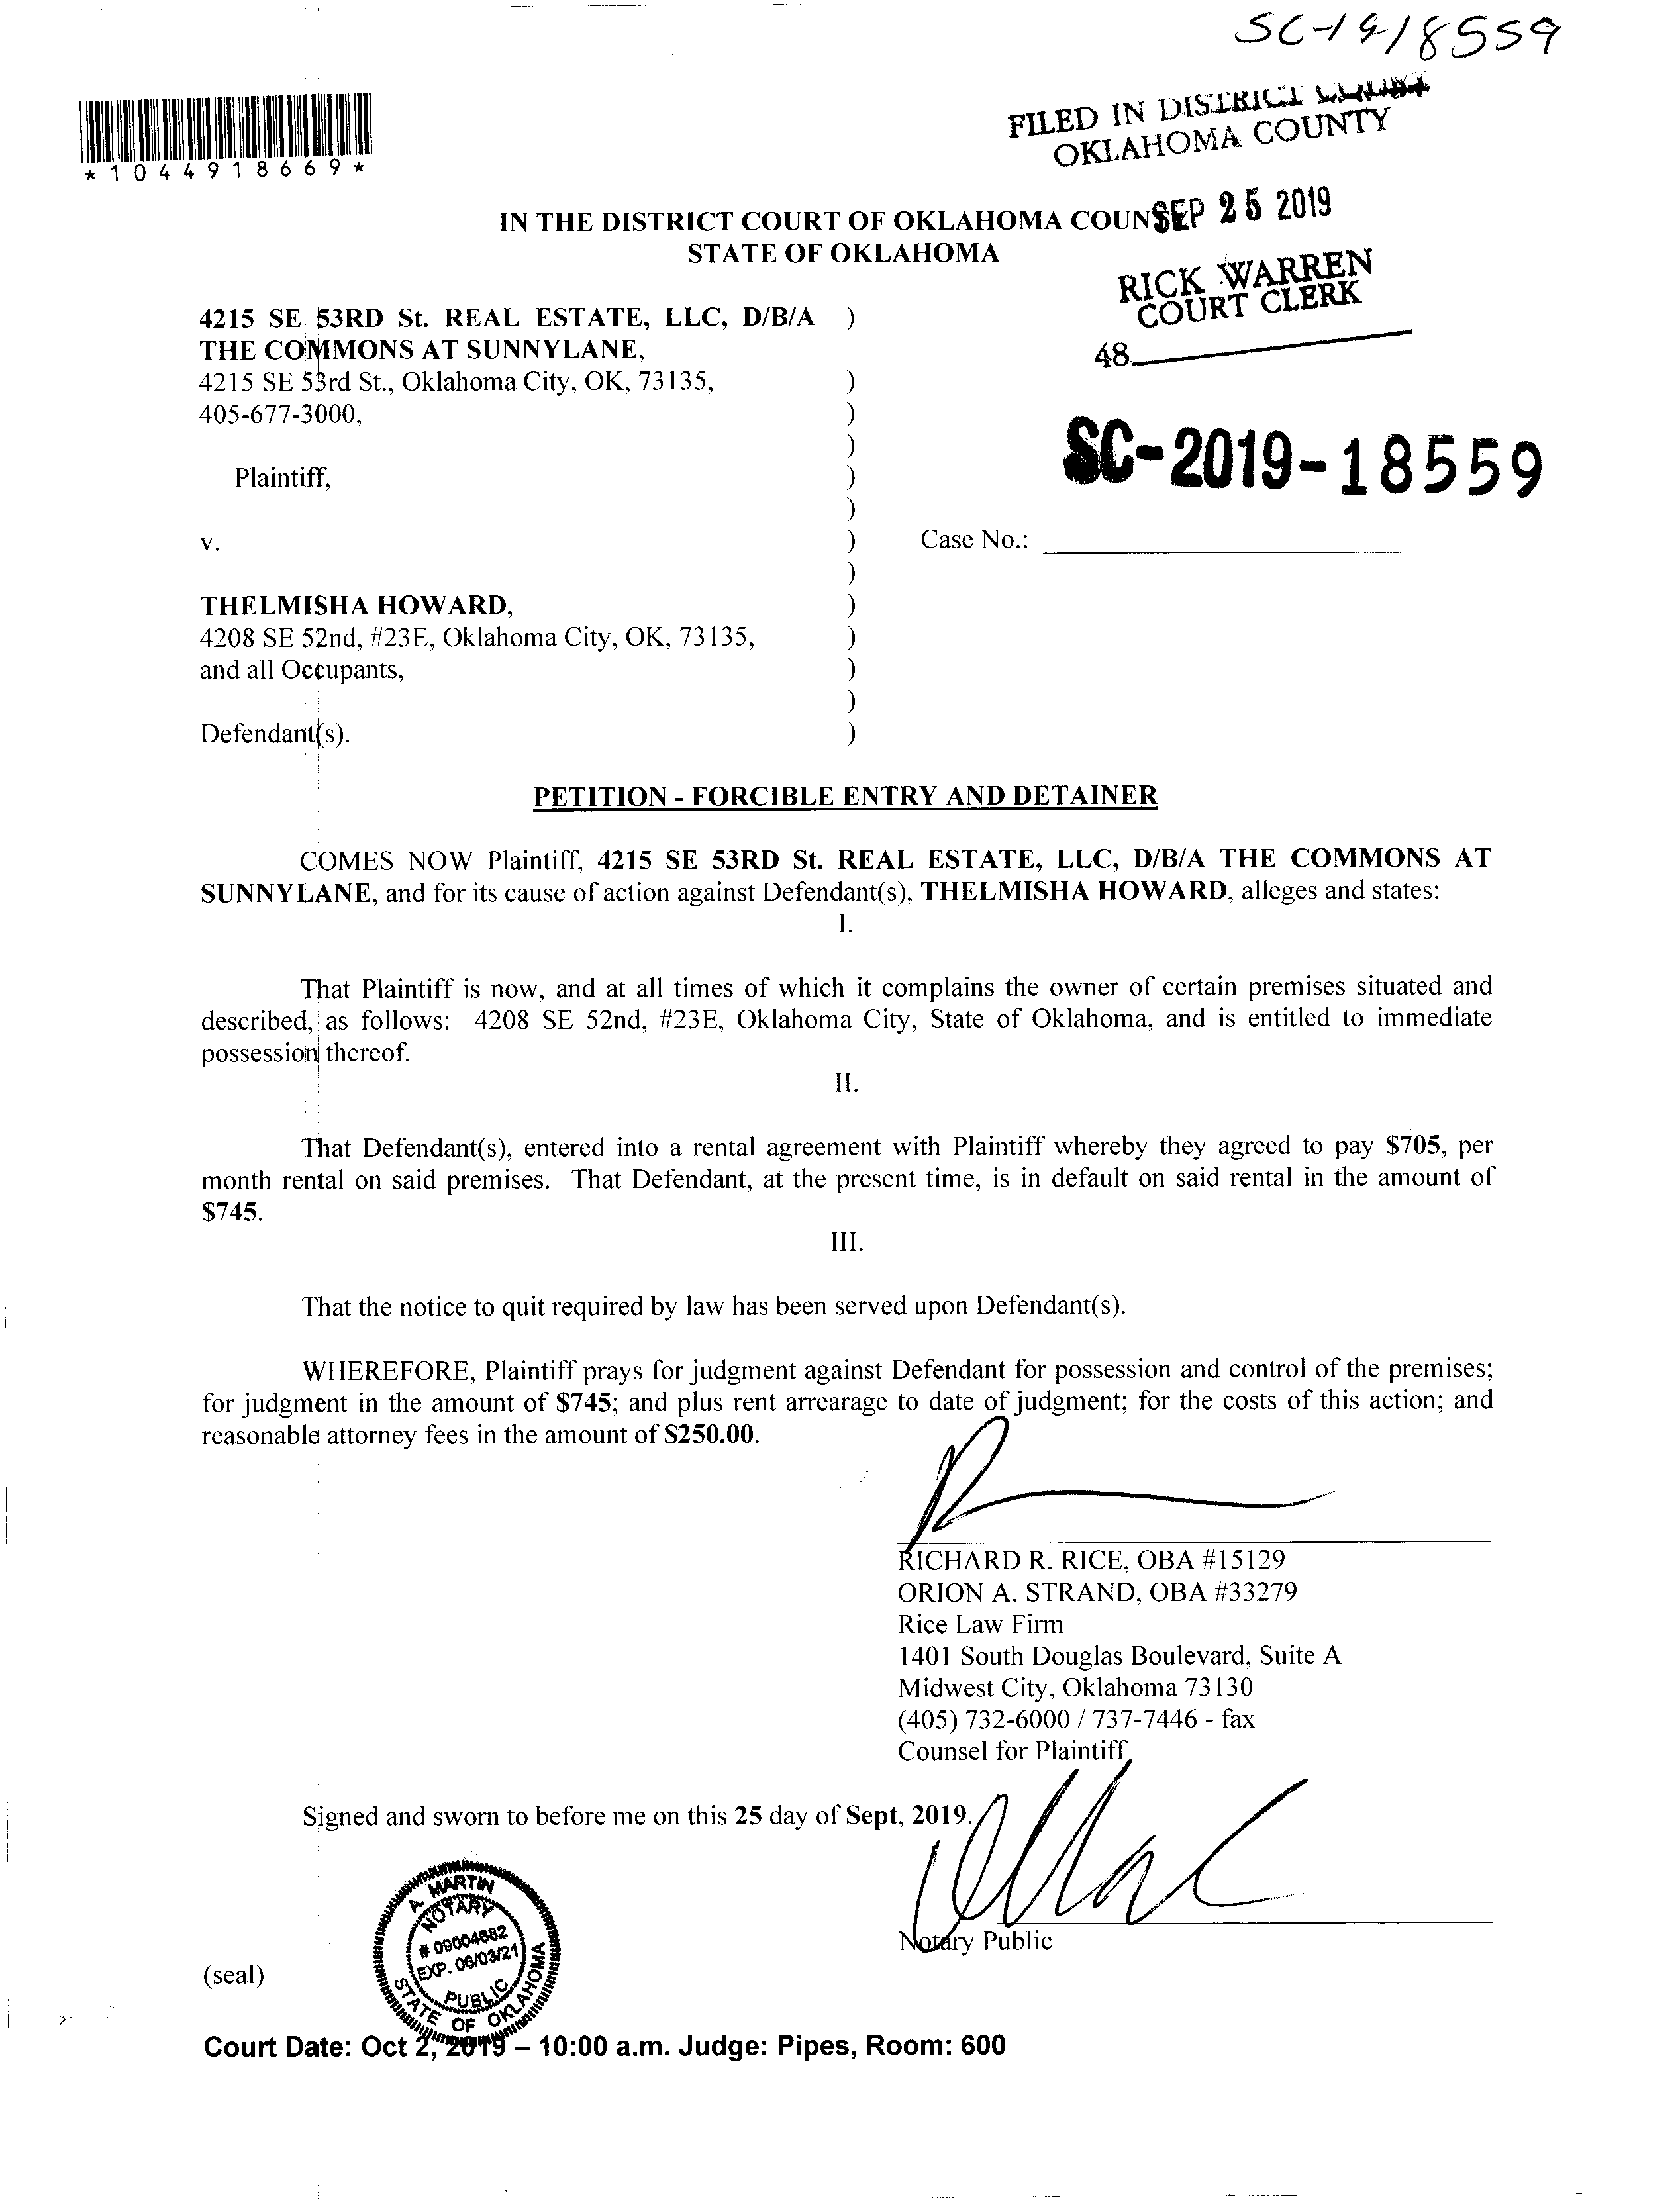 SC-19-18559
*1044918669*
FILED IN DISTRICT COURT
OKLAHOMA COUNTY
SEP 25 2019
RICK WARREN
COURT CLERK
48
IN THE DISTRICT COURT OF OKLAHOMA COUN
STATE OF OKLAHOMA
4215 SE 53RD St. REAL ESTATE, LLC, D/B/A )
THE COMMONS AT SUNNYLANE,
4215 SE 53rd St., Oklahoma City, OK, 73135, )
405-677-3000, )
)
Plaintiff, )
)
v. )
)
THELMISHA HOWARD, )
4208 SE 52nd, #23E, Oklahoma City, OK, 73135, )
and all Occupants, )
)
Defendant(s). )
SC-2019-18559
Case No.:
PETITION - FORCIBLE ENTRY AND DETAINER
COMES NOW Plaintiff, 4215 SE 53RD St. REAL ESTATE, LLC, D/B/A THE COMMONS AT
SUNNYLANE, and for its cause of action against Defendant(s), THELMISHA HOWARD, alleges and states:
I.
That Plaintiff is now, and at all times of which it complains the owner of certain premises situated and
described, as follows: 4208 SE 52nd, #23E, Oklahoma City, State of Oklahoma, and is entitled to immediate
possession thereof.
II.
That Defendant(s), entered into a rental agreement with Plaintiff whereby they agreed to pay $705, per
month rental on said premises. That Defendant, at the present time, is in default on said rental in the amount of
$745.
III.
That the notice to quit required by law has been served upon Defendant(s).
WHEREFORE, Plaintiff prays for judgment against Defendant for possession and control of the premises;
for judgment in the amount of $745; and plus rent arrearage to date of judgment; for the costs of this action; and
reasonable attorney fees in the amount of $250.00.
RICHARD R. RICE, OBA #15129
ORION A. STRAND, OBA #33279
Rice Law Firm
1401 South Douglas Boulevard, Suite A
Midwest City, Oklahoma 73130
(405) 732-6000 / 737-7446 - fax
Counsel for Plaintiff
Signed and sworn to before me on this 25 day of Sept, 2019.
Notary Public
(seal)
A. MARTIN
NOTARY
# 09004682
EXP. 06/03/21
PUBLIC
STATE OF OKLAHOMA
Court Date: Oct 2, 2019 – 10:00 a.m. Judge: Pipes, Room: 600